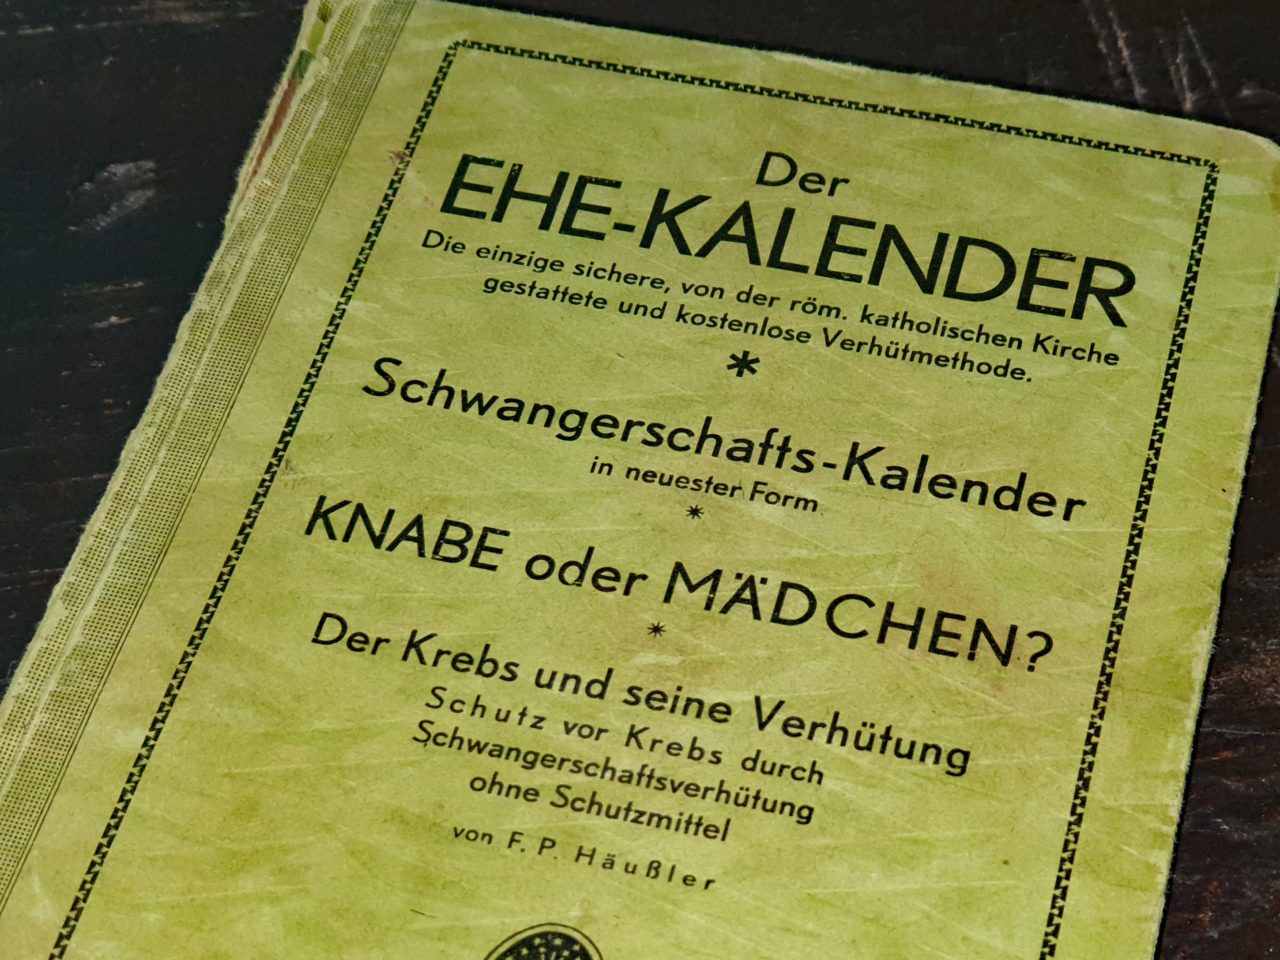 Der
EHE-KALENDER
Die einzige sichere, von der röm. katholischen Kirche
gestattete und kostenlose Verhütmethode.
*
Schwangerschafts-Kalender
in neuester Form
*
KNABE oder MÄDCHEN?
*
Der Krebs und seine Verhütung
Schutz vor Krebs durch
Schwangerschaftsverhütung
ohne Schutzmittel
von F. P. Häußler